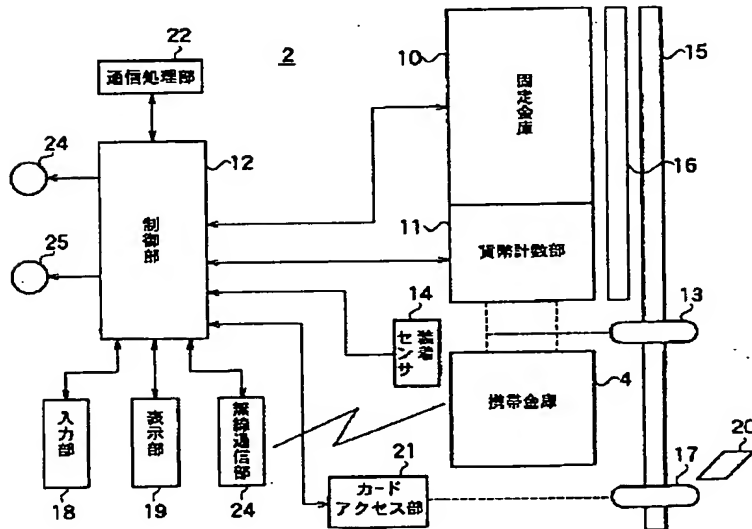 22
2
10
15
通信処理部
24
12
固定金庫
16
25
制御部
11
貨幣計数部
14
13
装着
センサ
4
携帯金庫
入力部
表示部
無線通信部
21
20
17
カード
アクセス部
18
19
24